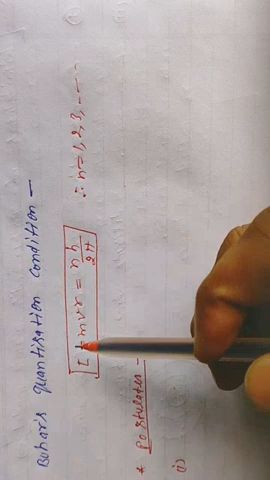 Bohar's Quantisation Condition –
L = mvr = nh/2π ∴ n=1, 2, 3, ----
* Postulates –
(i)